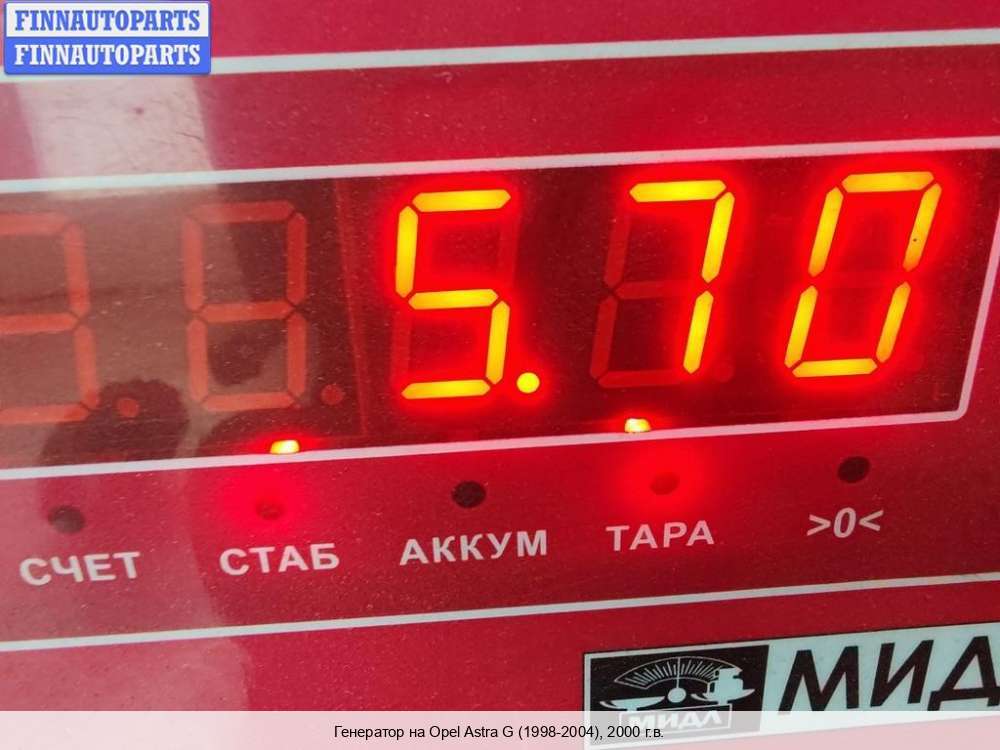 FINNAUTOPARTS
FINNAUTOPARTS
5.70
СЧЕТ СТАБ АККУМ ТАРА >0<
МИДЛ МИД
Генератор на Opel Astra G (1998-2004), 2000 г.в.